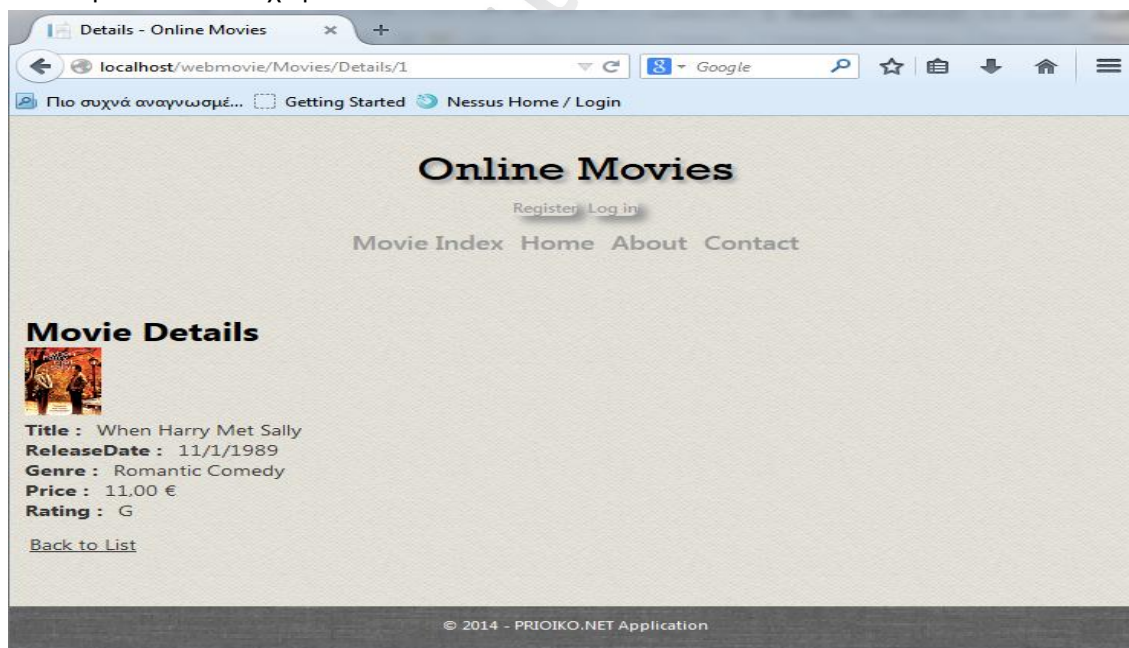 Details - Online Movies
localhost/webmovie/Movies/Details/1
Google
Πιο συχνά αναγνωσμέ... Getting Started Nessus Home / Login
Online Movies
Register Log in
Movie Index Home About Contact
Movie Details
Title : When Harry Met Sally
ReleaseDate : 11/1/1989
Genre : Romantic Comedy
Price : 11,00 €
Rating : G
Back to List
© 2014 - PRIOIKO.NET Application